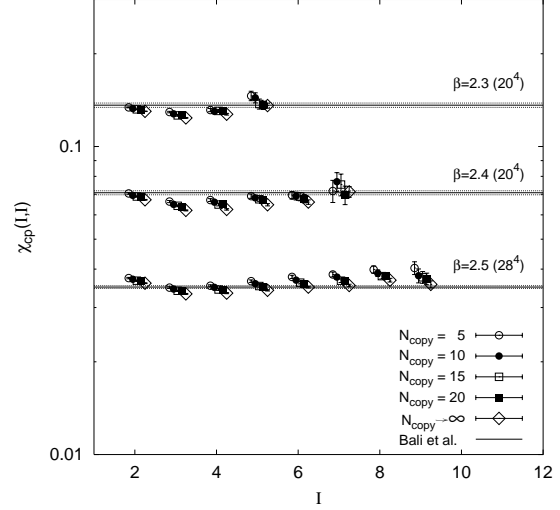 β=2.3 (20⁴)
0.1
β=2.4 (20⁴)
χcp(I,I)
β=2.5 (28⁴)
Ncopy = 5
Ncopy = 10
Ncopy = 15
Ncopy = 20
Ncopy→∞
Bali et al.
0.01
2 4 6 8 10 12
I